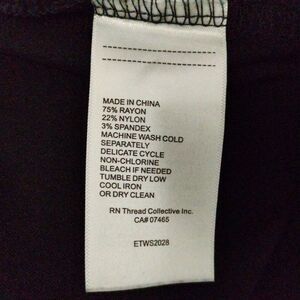 MADE IN CHINA
75% RAYON
22% NYLON
3% SPANDEX
MACHINE WASH COLD
SEPARATELY
DELICATE CYCLE
NON-CHLORINE
BLEACH IF NEEDED
TUMBLE DRY LOW
COOL IRON
OR DRY CLEAN
RN Thread Collective Inc.
CA# 07465
ETWS2028